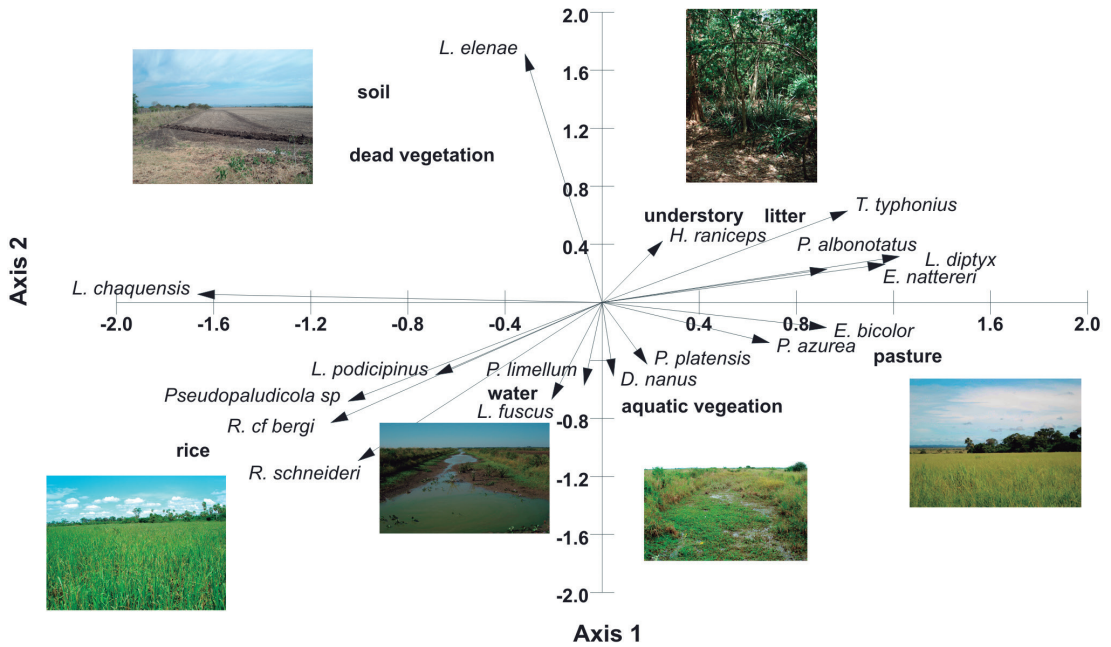 2.0
L. elenae
1.6
soil
1.2
dead vegetation
0.8
T. typhonius
understory litter
H. raniceps
P. albonotatus
0.4
L. diptyx
E. nattereri
Axis 2
L. chaquensis
-2.0 -1.6 -1.2 -0.8 -0.4 0.4 0.8 1.2 1.6 2.0
E. bicolor
P. azurea
pasture
P. platensis
L. podicipinus
P. limellum
D. nanus
Pseudopaludicola sp
water
L. fuscus
aquatic vegeation
-0.8
R. cf bergi
rice
R. schneideri
-1.2
-1.6
-2.0
Axis 1